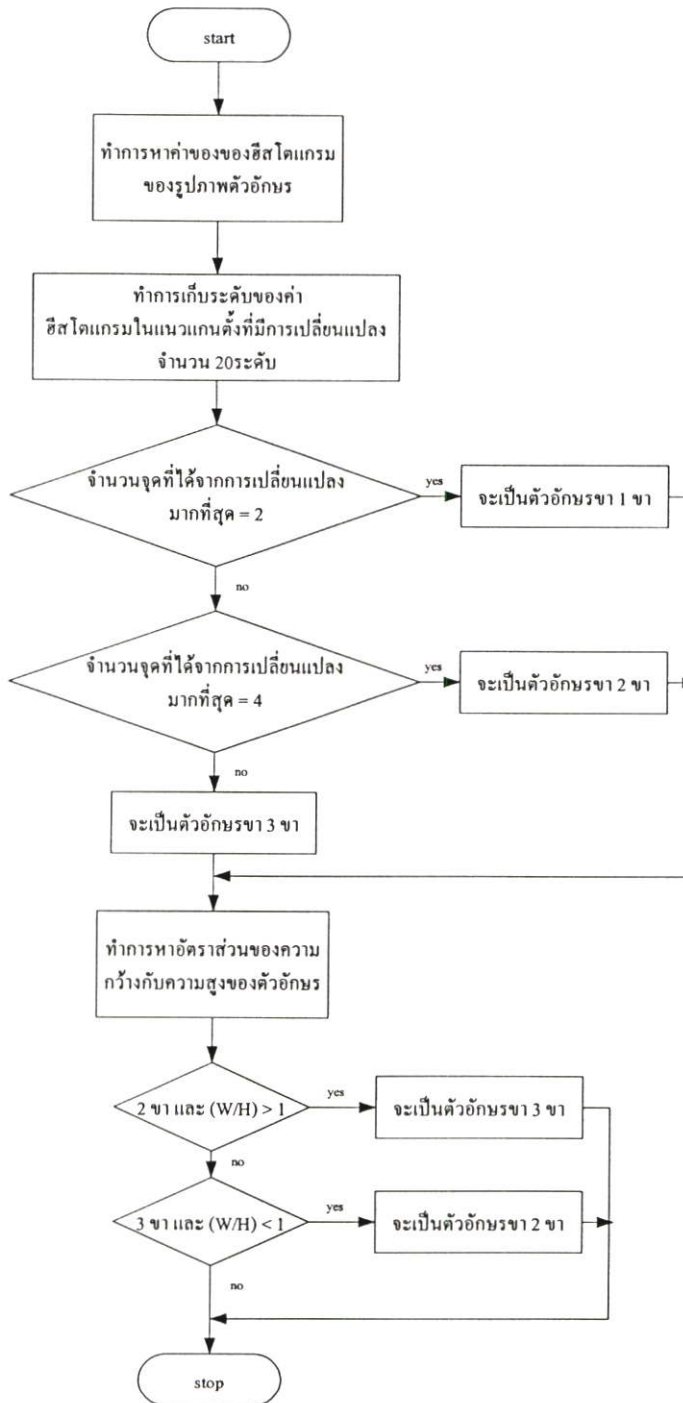 start
ทำการหาค่าของของฮีสโตแกรม
ของรูปภาพตัวอักษร
ทำการเก็บระดับของค่า
ฮีสโตแกรมในแนวแกนตั้งที่มีการเปลี่ยนแปลง
จำนวน 20ระดับ
จำนวนจุดที่ได้จากการเปลี่ยนแปลง
มากที่สุด = 2
yes
จะเป็นตัวอักษรขา 1 ขา
no
จำนวนจุดที่ได้จากการเปลี่ยนแปลง
มากที่สุด = 4
yes
จะเป็นตัวอักษรขา 2 ขา
no
จะเป็นตัวอักษรขา 3 ขา
ทำการหาอัตราส่วนของความ
กว้างกับความสูงของตัวอักษร
2 ขา และ (W/H) > 1
yes
จะเป็นตัวอักษรขา 3 ขา
no
3 ขา และ (W/H) < 1
yes
จะเป็นตัวอักษรขา 2 ขา
no
stop